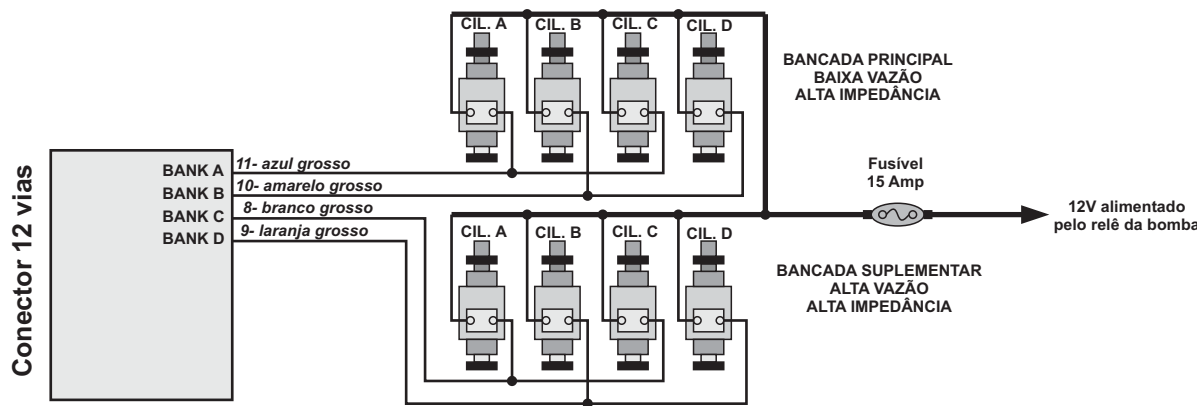 CIL. A CIL. B CIL. C CIL. D
BANCADA PRINCIPAL
BAIXA VAZÃO
ALTA IMPEDÂNCIA
Conector 12 vias
BANK A
BANK B
BANK C
BANK D
11- azul grosso
10- amarelo grosso
8- branco grosso
9- laranja grosso
Fusível
15 Amp
12V alimentado
pelo relê da bomba
CIL. A CIL. B CIL. C CIL. D
BANCADA SUPLEMENTAR
ALTA VAZÃO
ALTA IMPEDÂNCIA